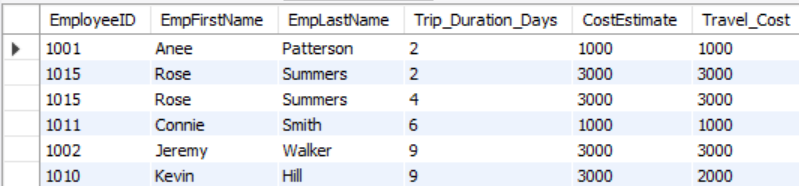 EmployeeID EmpFirstName EmpLastName Trip_Duration_Days CostEstimate Travel_Cost
1001 Anee Patterson 2 1000 1000
1015 Rose Summers 2 3000 3000
1015 Rose Summers 4 3000 3000
1011 Connie Smith 6 1000 1000
1002 Jeremy Walker 9 3000 3000
1010 Kevin Hill 9 3000 2000